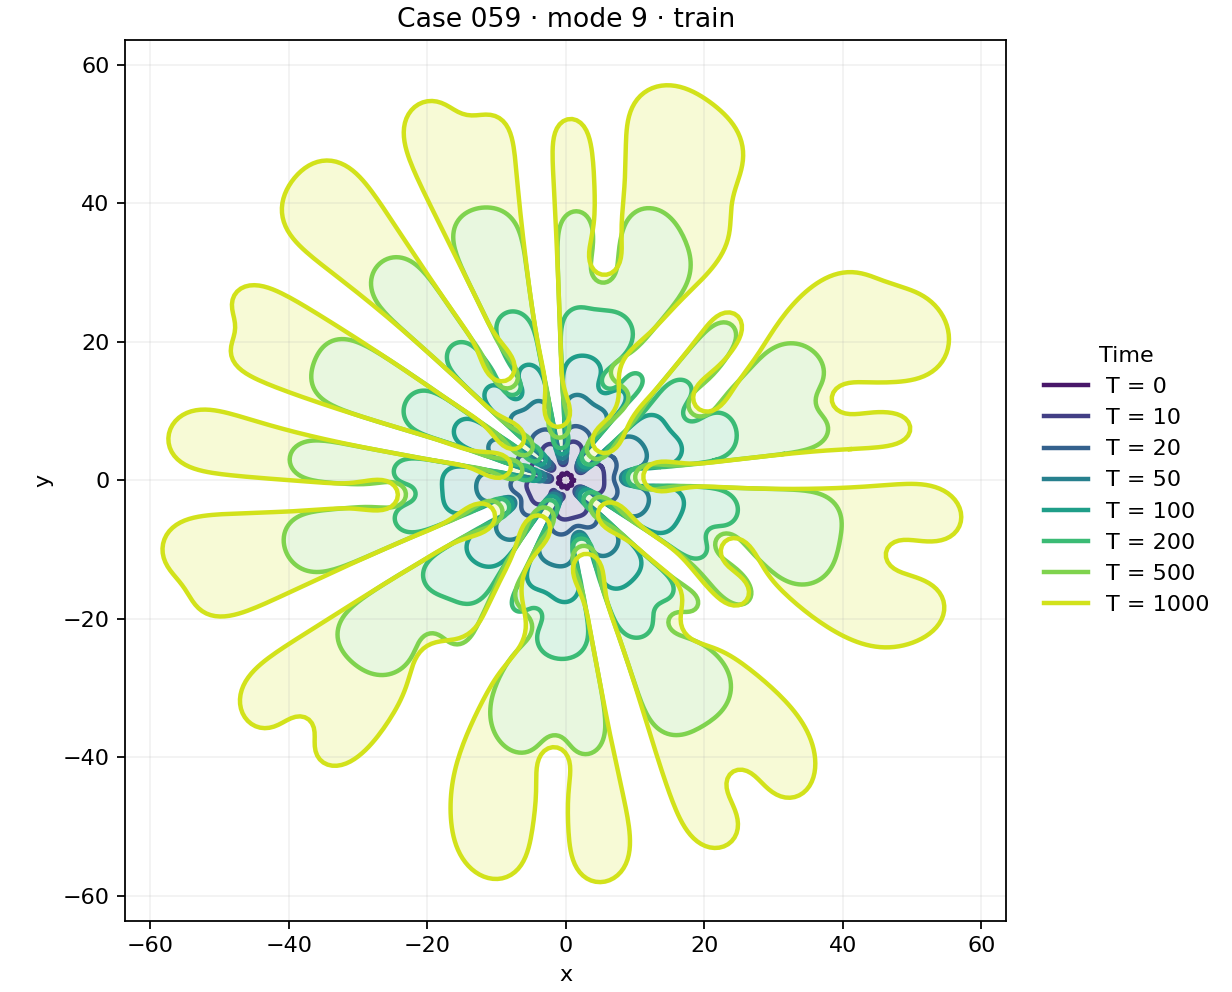 Case 059 · mode 9 · train
60
40
20
0
−20
−40
−60
y
−60
−40
−20
0
20
40
60
x
Time
T = 0
T = 10
T = 20
T = 50
T = 100
T = 200
T = 500
T = 1000